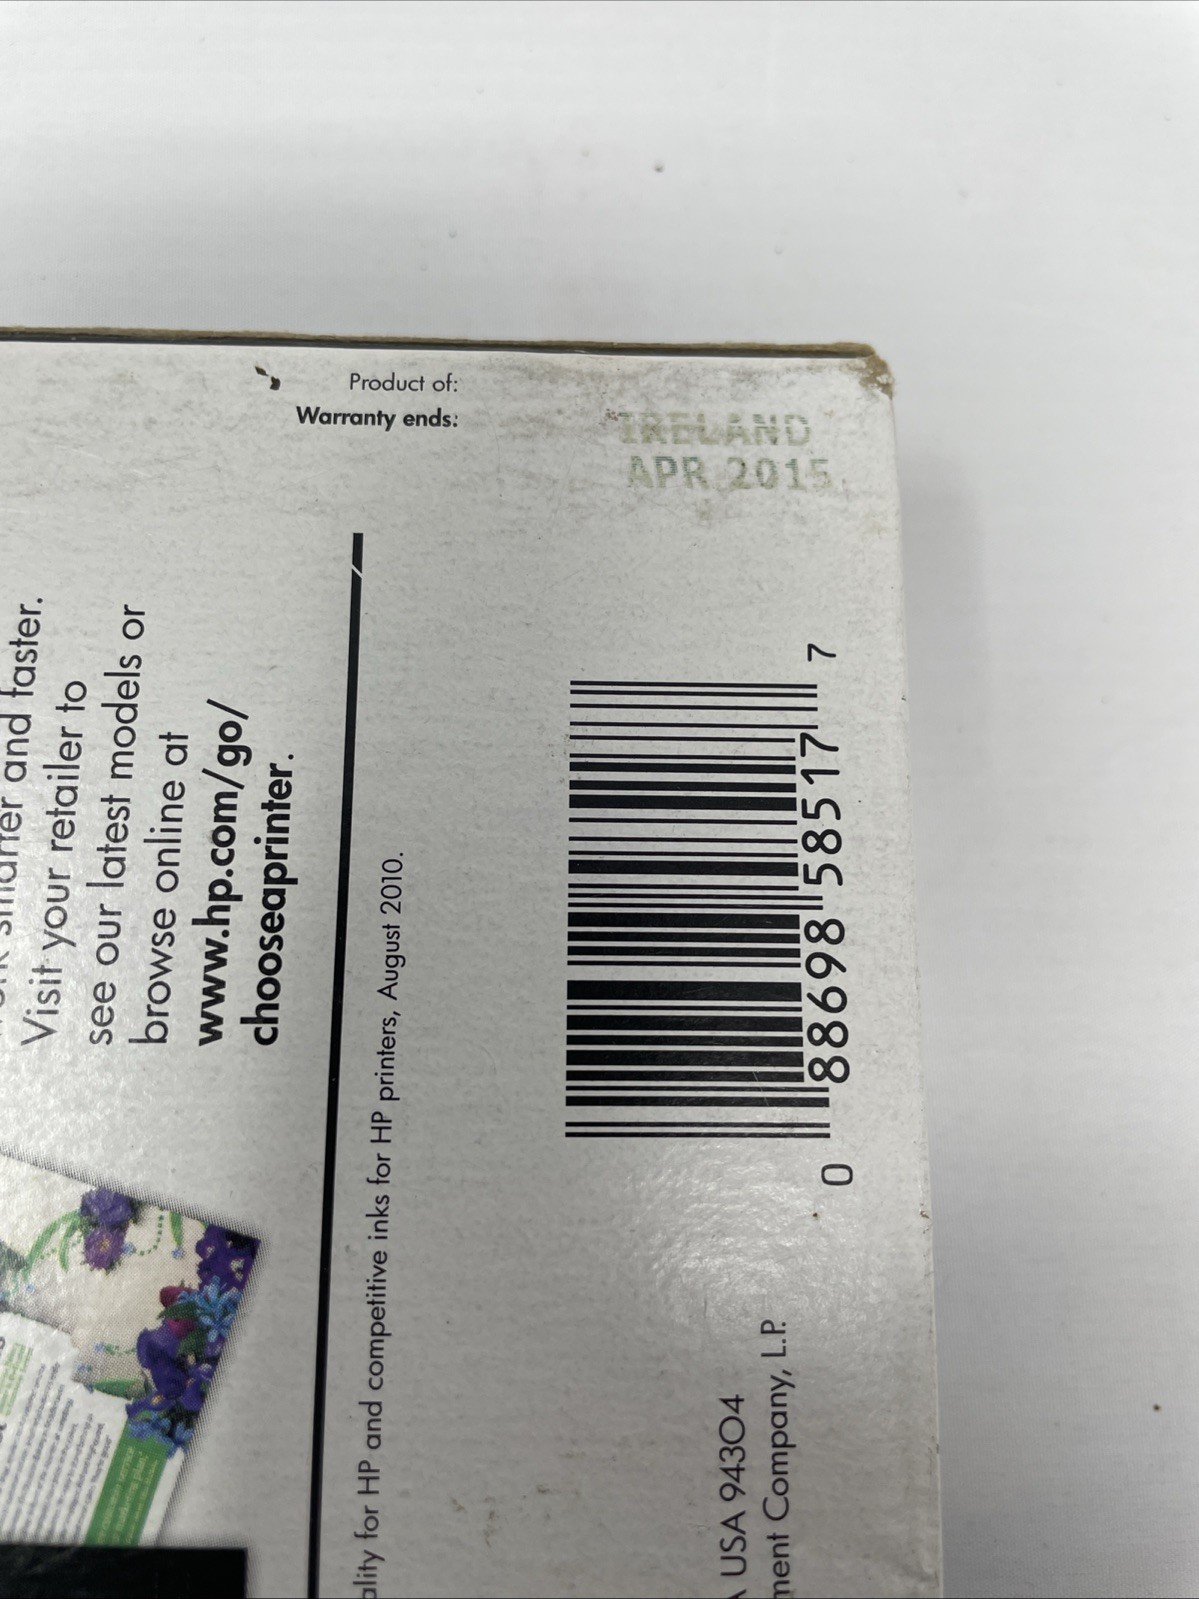 Product of:
Warranty ends:
IRELAND
APR 2015
and faster.
Visit your retailer to
see our latest models or
browse online at
www.hp.com/go/
chooseaprinter.
for HP and competitive inks for HP printers, August 2010.
0 88698 58517 7
USA 94304
Company, L.P.